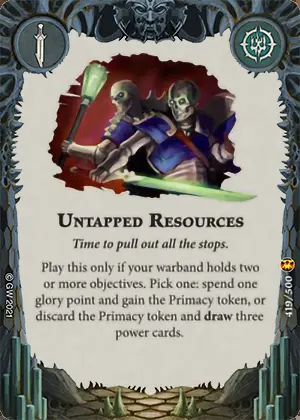 UNTAPPED RESOURCES
Time to pull out all the stops.
Play this only if your warband holds two
or more objectives. Pick one: spend one
glory point and gain the Primacy token, or
discard the Primacy token and draw three
power cards.
© GW 2021
419/500